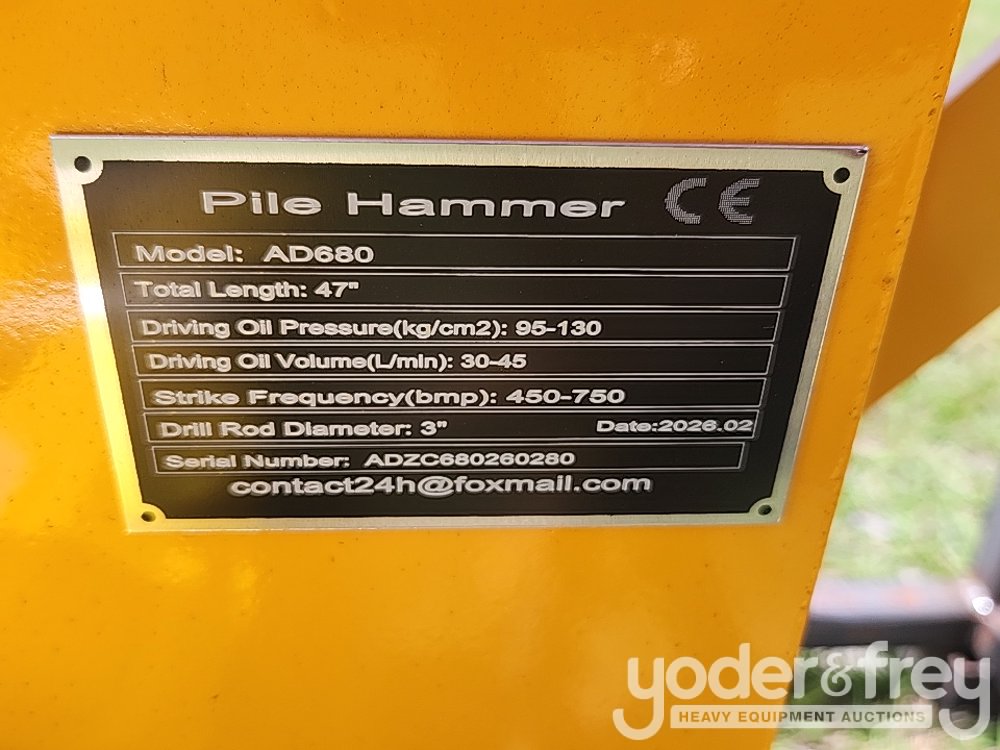 Pile Hammer CE
Model: AD680
Total Length: 47"
Driving Oil Pressure(kg/cm2): 95-130
Driving Oil Volume(L/min): 30-45
Strike Frequency(bmp): 450-750
Drill Rod Diameter: 3" Date:2026.02
Serial Number: ADZC680260280
contact24h@foxmail.com
yoder&frey
HEAVY EQUIPMENT AUCTIONS